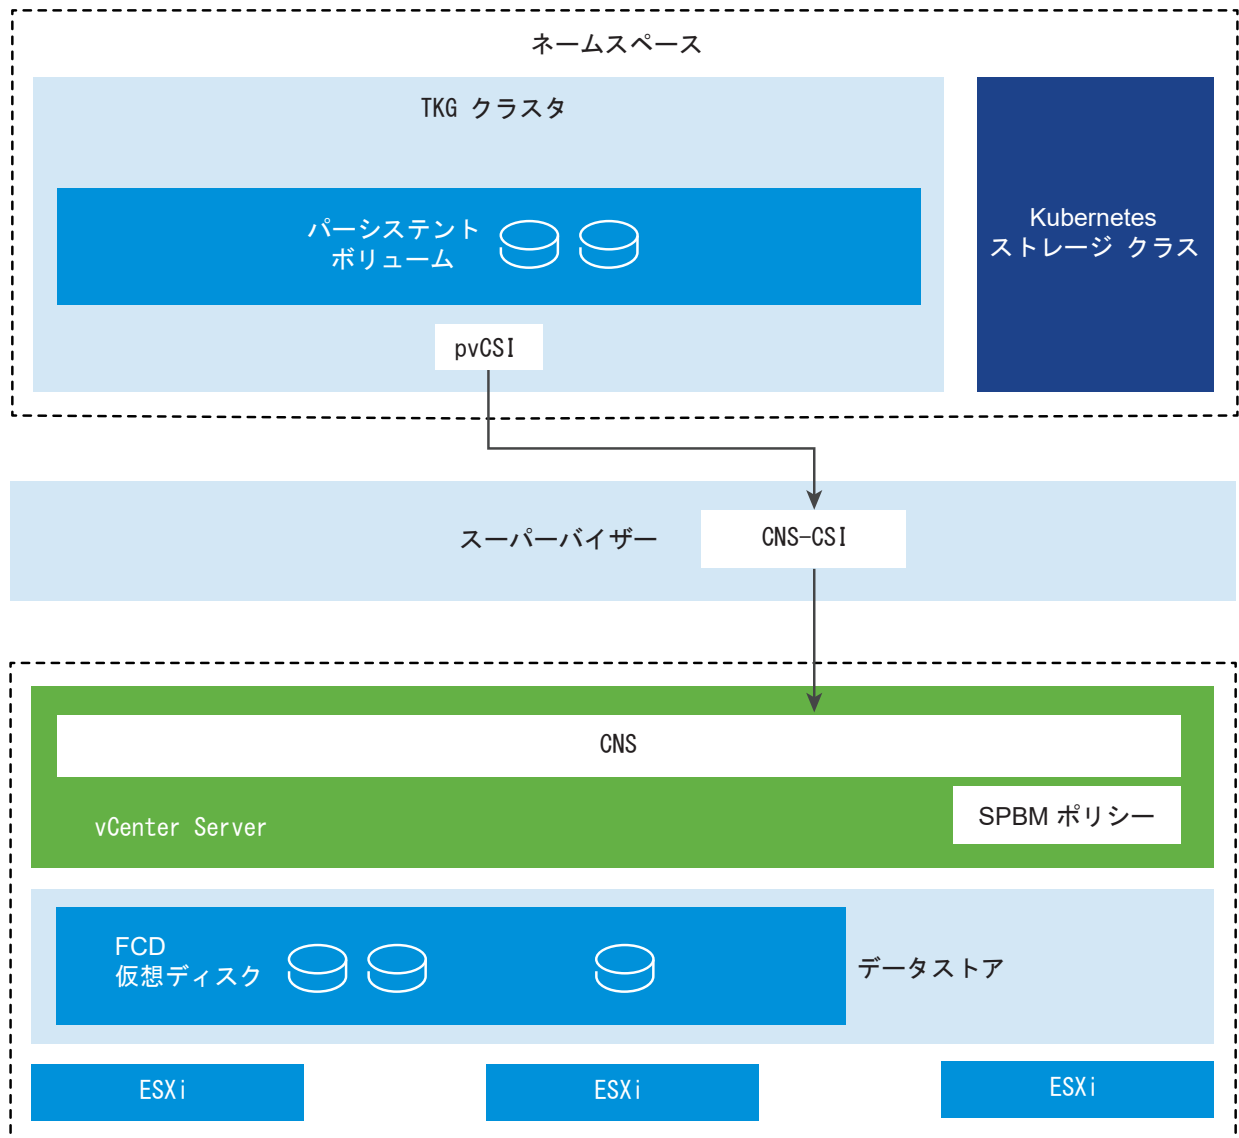 ネームスペース
TKG クラスタ
パーシステント
ボリューム
Kubernetes
ストレージ クラス
pvCSI
スーパーバイザー
CNS-CSI
CNS
vCenter Server
SPBM ポリシー
FCD
仮想ディスク
データストア
ESXi
ESXi
ESXi